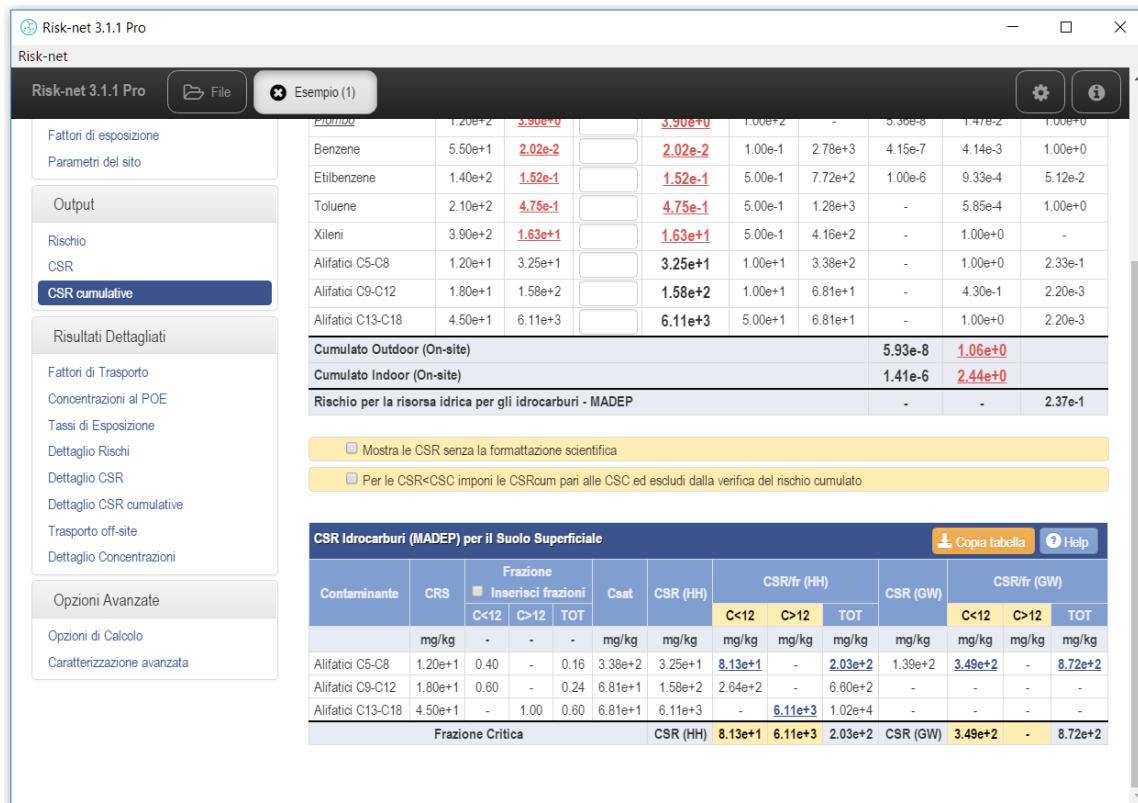 Risk-net 3.1.1 Pro
Risk-net
Risk-net 3.1.1 Pro File Esempio (1)
Fattori di esposizione
Parametri del sito
Output
Rischio
CSR
CSR cumulative
Risultati Dettagliati
Fattori di Trasporto
Concentrazioni al POE
Tassi di Esposizione
Dettaglio Rischi
Dettaglio CSR
Dettaglio CSR cumulative
Trasporto off-site
Dettaglio Concentrazioni
Opzioni Avanzate
Opzioni di Calcolo
Caratterizzazione avanzata
Piombo 1.20e+2 3.90e+0 3.90e+0 1.00e+2 - 5.36e-8 1.47e-2 1.00e+0
Benzene 5.50e+1 2.02e-2 2.02e-2 1.00e-1 2.78e+3 4.15e-7 4.14e-3 1.00e+0
Etilbenzene 1.40e+2 1.52e-1 1.52e-1 5.00e-1 7.72e+2 1.00e-6 9.33e-4 5.12e-2
Toluene 2.10e+2 4.75e-1 4.75e-1 5.00e-1 1.28e+3 - 5.85e-4 1.00e+0
Xileni 3.90e+2 1.63e+1 1.63e+1 5.00e-1 4.16e+2 - 1.00e+0 -
Alifatici C5-C8 1.20e+1 3.25e+1 3.25e+1 1.00e+1 3.38e+2 - 1.00e+0 2.33e-1
Alifatici C9-C12 1.80e+1 1.58e+2 1.58e+2 1.00e+1 6.81e+1 - 4.30e-1 2.20e-3
Alifatici C13-C18 4.50e+1 6.11e+3 6.11e+3 5.00e+1 6.81e+1 - 1.00e+0 2.20e-3
Cumulato Outdoor (On-site) 5.93e-8 1.06e+0
Cumulato Indoor (On-site) 1.41e-6 2.44e+0
Rischio per la risorsa idrica per gli idrocarburi - MADEP - - 2.37e-1
Mostra le CSR senza la formattazione scientifica
Per le CSR<CSC imponi le CSRcum pari alle CSC ed escludi dalla verifica del rischio cumulato
CSR Idrocarburi (MADEP) per il Suolo Superficiale Copia tabella Help
Contaminante CRS Frazione Inserisci frazioni Csat CSR (HH) CSR/fr (HH) CSR (GW) CSR/fr (GW)
C<12 C>12 TOT C<12 C>12 TOT C<12 C>12 TOT
mg/kg - - - mg/kg mg/kg mg/kg mg/kg mg/kg mg/kg mg/kg mg/kg mg/kg
Alifatici C5-C8 1.20e+1 0.40 - 0.16 3.38e+2 3.25e+1 8.13e+1 - 2.03e+2 1.39e+2 3.49e+2 - 8.72e+2
Alifatici C9-C12 1.80e+1 0.60 - 0.24 6.81e+1 1.58e+2 2.64e+2 - 6.60e+2 - - - -
Alifatici C13-C18 4.50e+1 - 1.00 0.60 6.81e+1 6.11e+3 - 6.11e+3 1.02e+4 - - - -
Frazione Critica CSR (HH) 8.13e+1 6.11e+3 2.03e+2 CSR (GW) 3.49e+2 - 8.72e+2